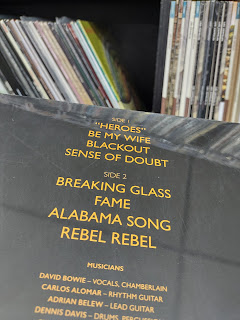 SIDE 1
"HEROES"
BE MY WIFE
BLACKOUT
SENSE OF DOUBT
SIDE 2
BREAKING GLASS
FAME
ALABAMA SONG
REBEL REBEL
MUSICIANS
DAVID BOWIE – VOCALS, CHAMBERLAIN
CARLOS ALOMAR – RHYTHM GUITAR
ADRIAN BELEW – LEAD GUITAR
DENNIS DAVIS – DRUMS, PERCUSSION